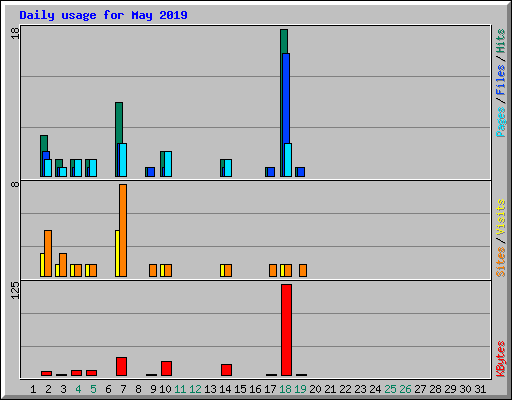 Daily usage for May 2019
18
Pages/Files/Hits
8
Sites/Visits
125
KBytes
1 2 3 4 5 6 7 8 9 10 11 12 13 14 15 16 17 18 19 20 21 22 23 24 25 26 27 28 29 30 31